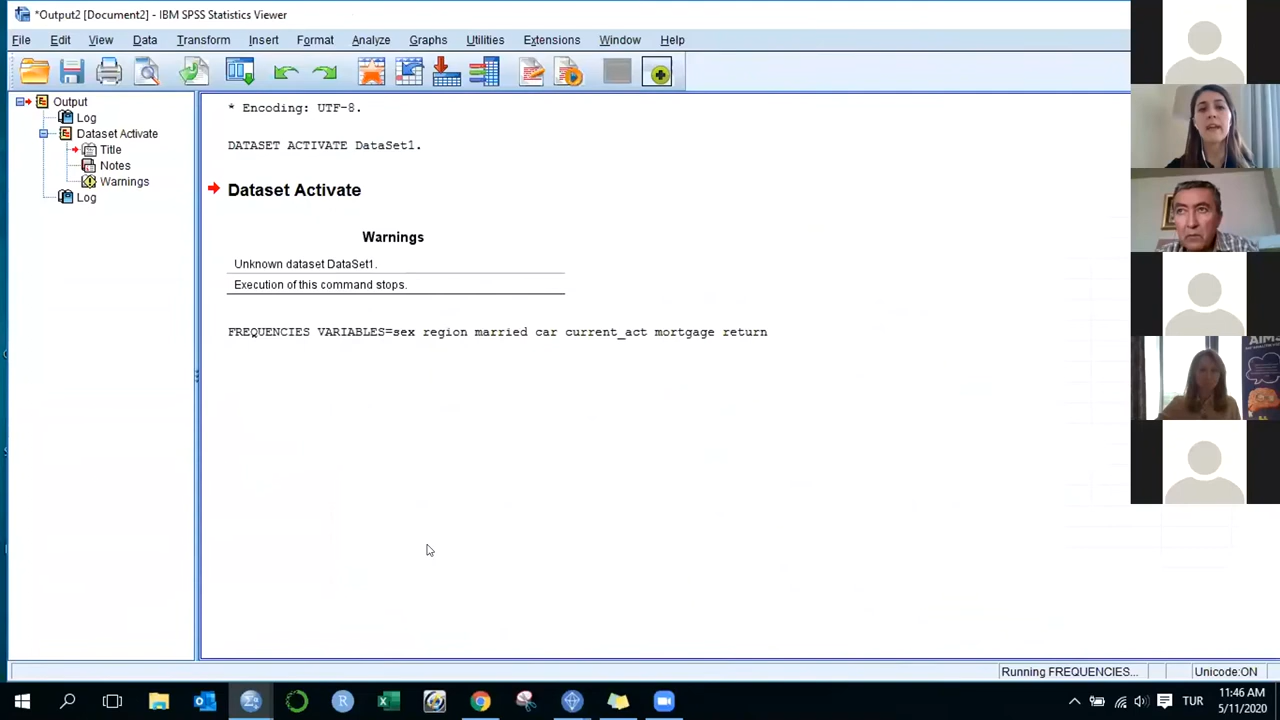 *Output2 [Document2] - IBM SPSS Statistics Viewer
File Edit View Data Transform Insert Format Analyze Graphs Utilities Extensions Window Help
Output
Log
Dataset Activate
Title
Notes
Warnings
Log
* Encoding: UTF-8.
DATASET ACTIVATE DataSet1.
Dataset Activate
Warnings
Unknown dataset DataSet1.
Execution of this command stops.
FREQUENCIES VARIABLES=sex region married car current_act mortgage return
AIMS
Running FREQUENCIES...
Unicode:ON
TUR
11:46 AM
5/11/2020